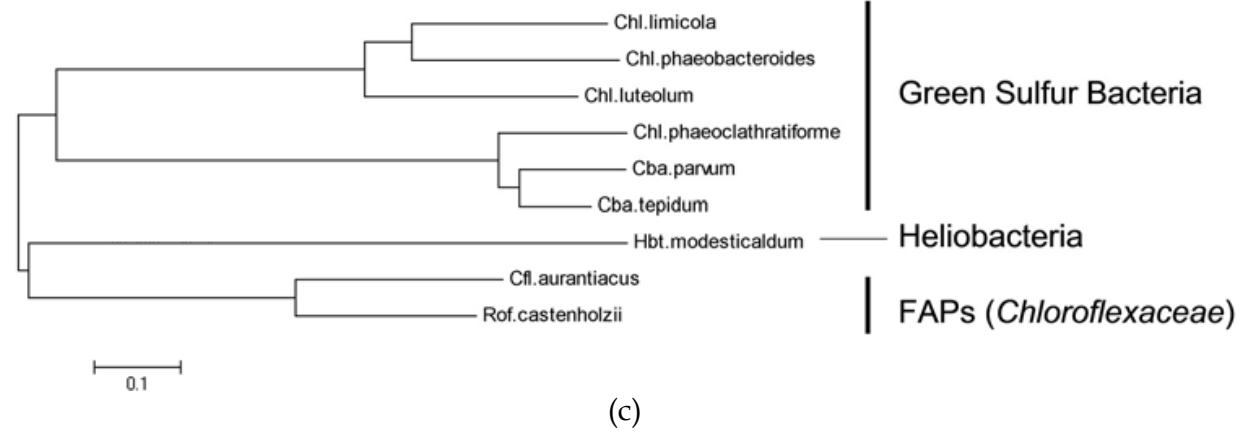 Chl.limicola
Chl.phaeobacteroides
Chl.luteolum
Chl.phaeoclathratiforme
Cba.parvum
Cba.tepidum
Green Sulfur Bacteria
Hbt.modesticaldum
Heliobacteria
Cfl.aurantiacus
Rof.castenholzii
FAPs (Chloroflexaceae)
0.1
(c)